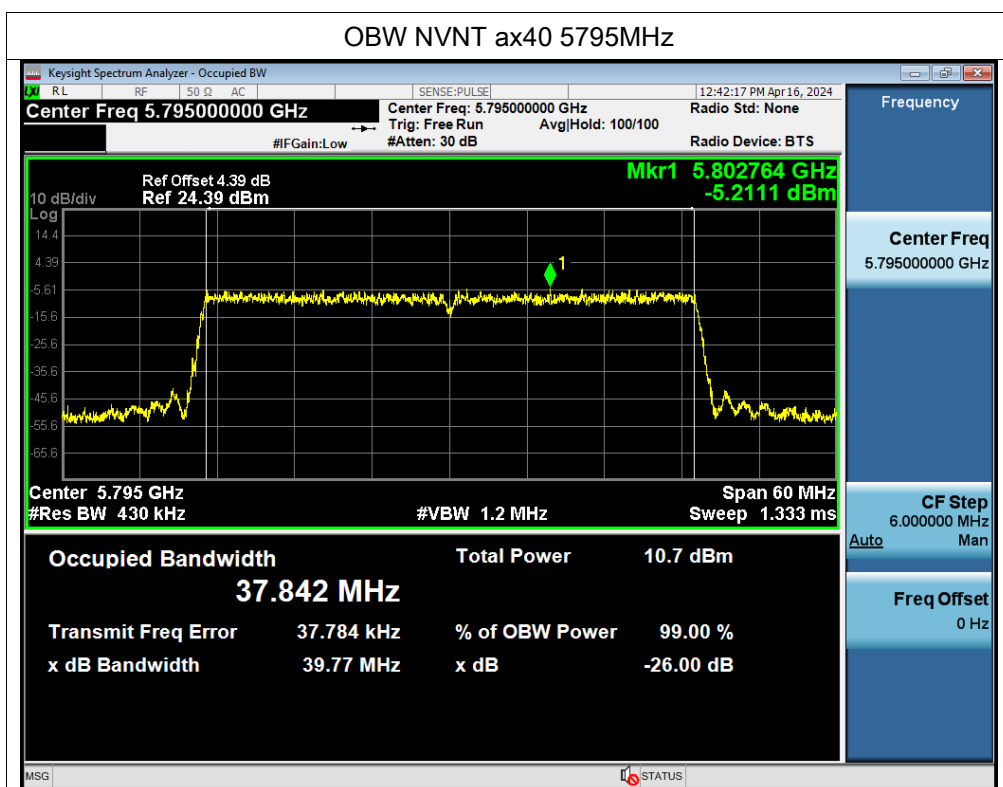 OBW NVNT ax40 5795MHz
Keysight Spectrum Analyzer - Occupied BW
LXI RL RF 50 Ω AC SENSE:PULSE 12:42:17 PM Apr 16, 2024
Center Freq 5.795000000 GHz
Center Freq: 5.795000000 GHz
Radio Std: None
Trig: Free Run Avg|Hold: 100/100
#IFGain:Low #Atten: 30 dB Radio Device: BTS
Frequency
Mkr1 5.802764 GHz
-5.2111 dBm
Ref Offset 4.39 dB
10 dB/div Ref 24.39 dBm
Log
14.4
4.39
1
-5.61
-15.6
-25.6
-35.6
-45.6
-55.6
-65.6
Center 5.795 GHz Span 60 MHz
#Res BW 430 kHz #VBW 1.2 MHz Sweep 1.333 ms
Occupied Bandwidth Total Power 10.7 dBm
37.842 MHz
Transmit Freq Error 37.784 kHz % of OBW Power 99.00 %
x dB Bandwidth 39.77 MHz x dB -26.00 dB
Center Freq
5.795000000 GHz
CF Step
6.000000 MHz
Auto Man
Freq Offset
0 Hz
MSG STATUS